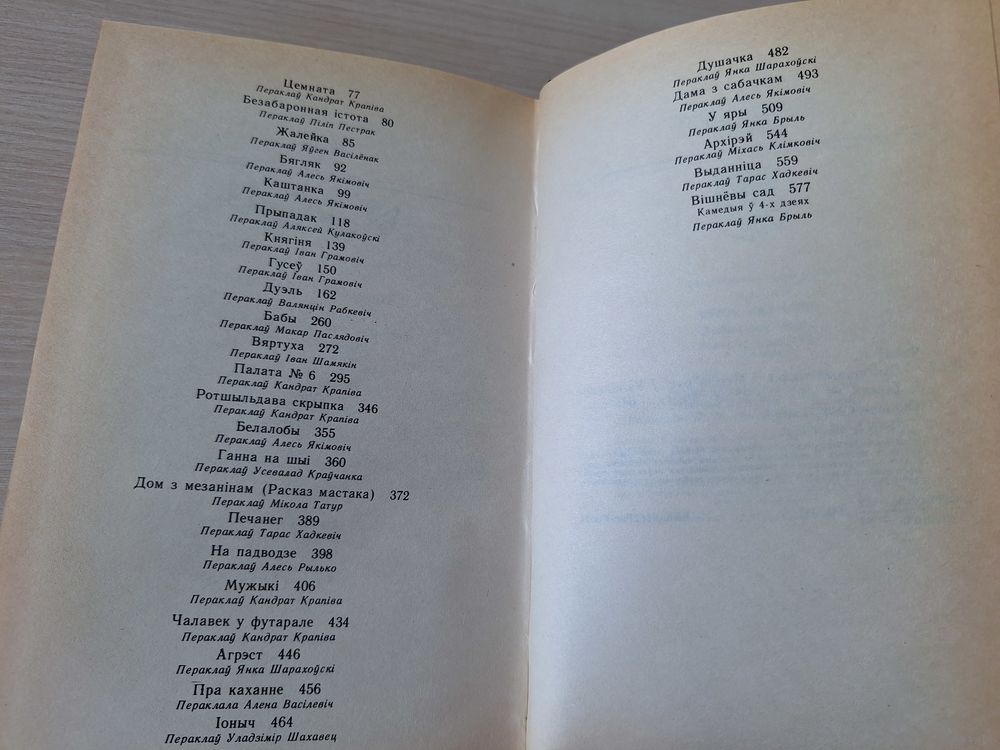 Цемната 77
Пераклаў Кандрат Крапіва
Безабаронная істота 80
Пераклаў Піліп Пестрак
Жалейка 85
Пераклаў Яўген Васілёнак
Бягляк 92
Пераклаў Алесь Якімовіч
Каштанка 99
Пераклаў Алесь Якімовіч
Прыпадак 118
Пераклаў Аляксей Кулакоўскі
Княгіня 139
Пераклаў Іван Грамовіч
Гусеў 150
Пераклаў Іван Грамовіч
Дуэль 162
Пераклаў Валянцін Рабкевіч
Бабы 260
Пераклаў Макар Паслядовіч
Вяртуха 272
Пераклаў Іван Шамякін
Палата № 6 295
Пераклаў Кандрат Крапіва
Ротшыльдава скрыпка 346
Пераклаў Кандрат Крапіва
Белалобы 355
Пераклаў Алесь Якімовіч
Ганна на шыі 360
Пераклаў Усевалад Краўчанка
Дом з мезанінам (Расказ мастака) 372
Пераклаў Мікола Татур
Печанег 389
Пераклаў Тарас Хадкевіч
На падводзе 398
Пераклаў Алесь Рылько
Мужыкі 406
Пераклаў Кандрат Крапіва
Чалавек у футарале 434
Пераклаў Кандрат Крапіва
Агрэст 446
Пераклаў Янка Шарахоўскі
Пра каханне 456
Пераклала Алена Васілевіч
Іоныч 464
Пераклаў Уладзімір Шахавец
Душачка 482
Пераклаў Янка Шарахоўскі
Дама з сабачкам 493
Пераклаў Алесь Якімовіч
У яры 509
Пераклаў Янка Брыль
Архірэй 544
Пераклаў Міхась Клімковіч
Выданніца 559
Пераклаў Тарас Хадкевіч
Вішнёвы сад 577
Камедыя ў 4-х дзеях
Пераклаў Янка Брыль